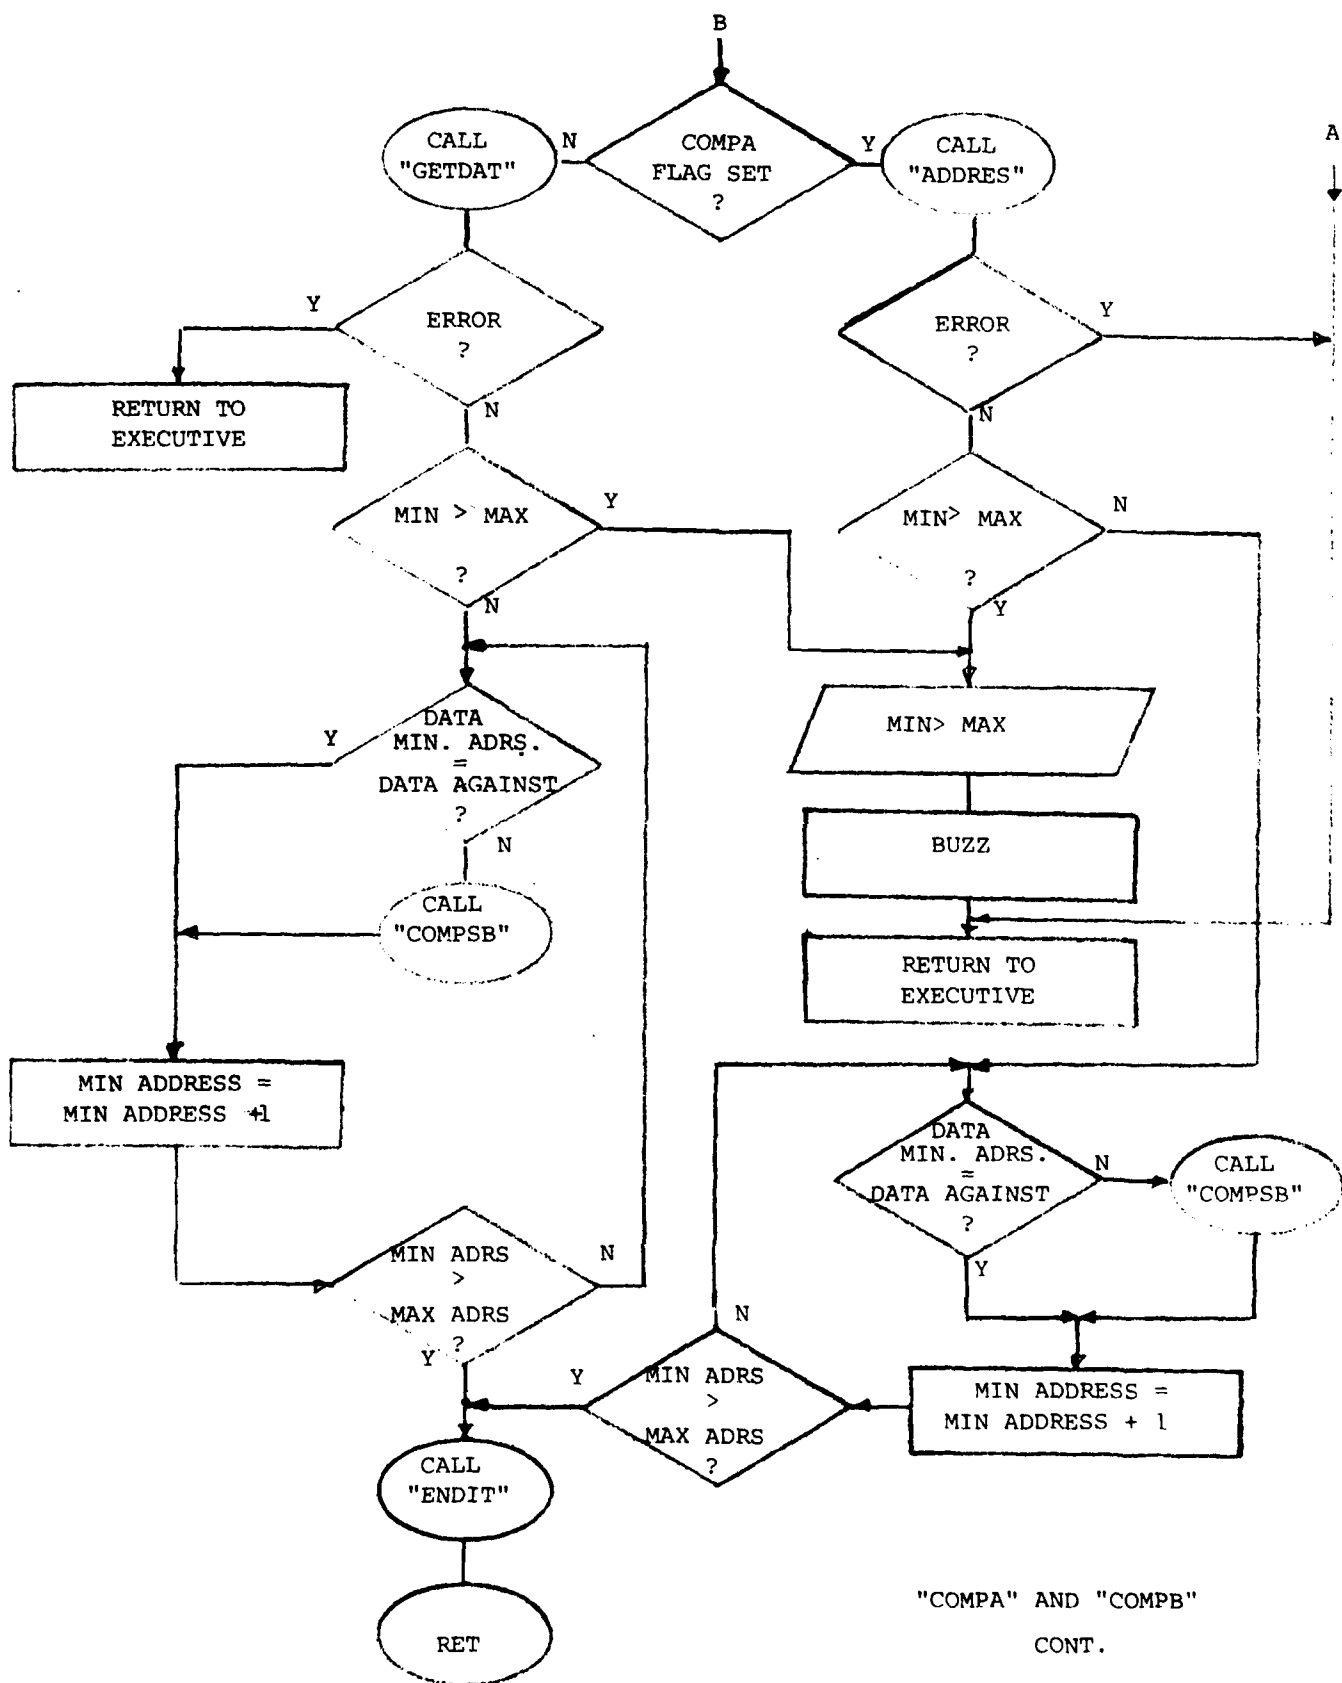 B
A
CALL
"GETDAT"
N
COMPA
FLAG SET
?
Y
CALL
"ADDRES"
Y
ERROR
?
N
RETURN TO
EXECUTIVE
ERROR
?
Y
N
MIN > MAX
?
Y
N
MIN> MAX
?
N
Y
DATA
MIN. ADRS.
=
DATA AGAINST
?
Y
N
CALL
"COMPSB"
MIN> MAX
BUZZ
RETURN TO
EXECUTIVE
MIN ADDRESS =
MIN ADDRESS +1
DATA
MIN. ADRS.
=
DATA AGAINST
?
N
CALL
"COMPSB"
Y
MIN ADRS
>
MAX ADRS
?
N
Y
MIN ADRS
>
MAX ADRS
?
N
Y
MIN ADDRESS =
MIN ADDRESS + 1
CALL
"ENDIT"
RET
"COMPA" AND "COMPB"
CONT.